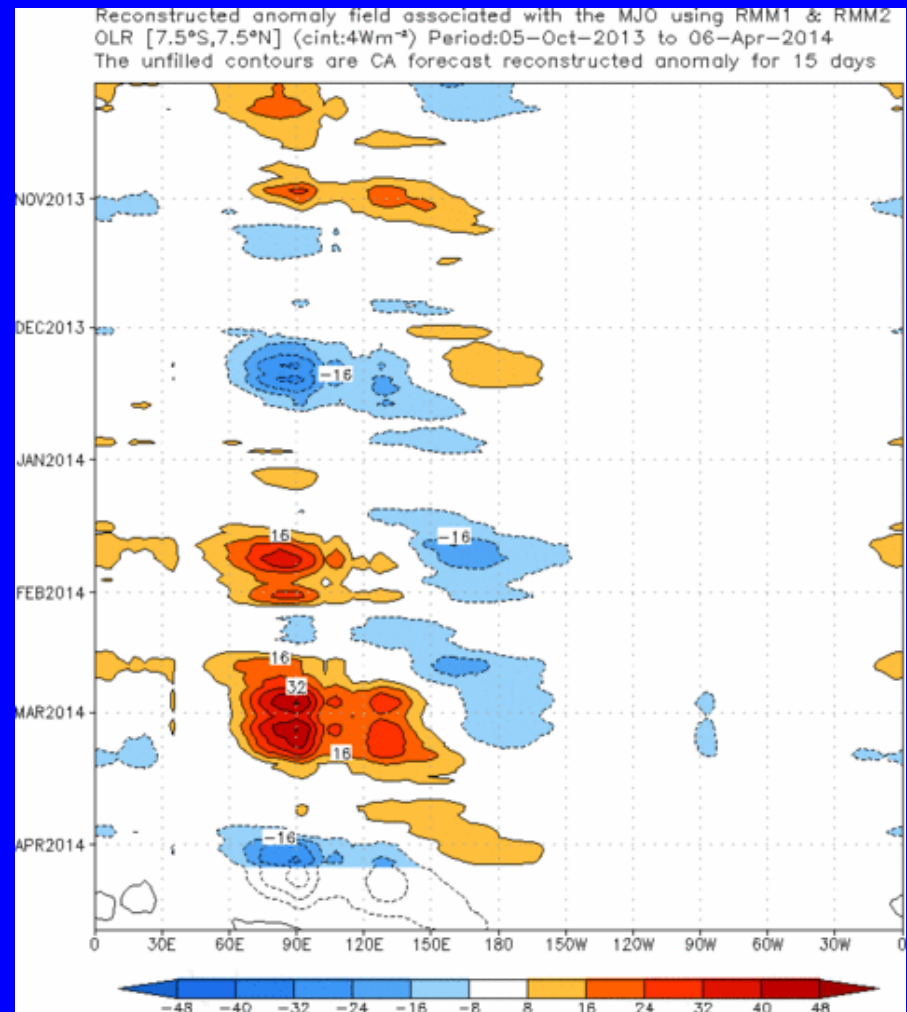 Reconstructed anomaly field associated with the MJO using RMM1 & RMM2
OLR [7.5°S,7.5°N] (cint:4Wm⁻²) Period:05-Oct-2013 to 06-Apr-2014
The unfilled contours are CA forecast reconstructed anomaly for 15 days
NOV2013
DEC2013
-16
JAN2014
16
-16
FEB2014
16
32
MAR2014
16
APR2014
-16
0 30E 60E 90E 120E 150E 180 150W 120W 90W 60W 30W 0
-48 -40 -32 -24 -16 -8 8 16 24 32 40 48